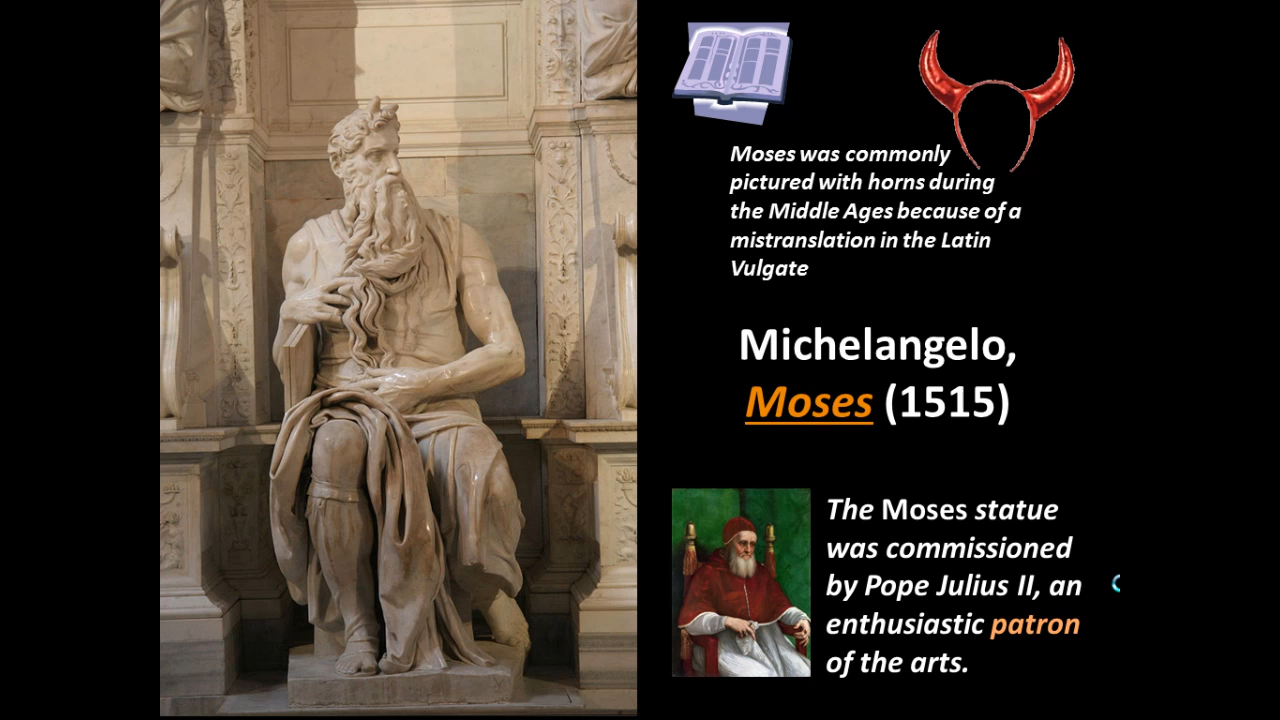 Moses was commonly
pictured with horns during
the Middle Ages because of a
mistranslation in the Latin
Vulgate
Michelangelo,
Moses (1515)
The Moses statue
was commissioned
by Pope Julius II, an
enthusiastic patron
of the arts.